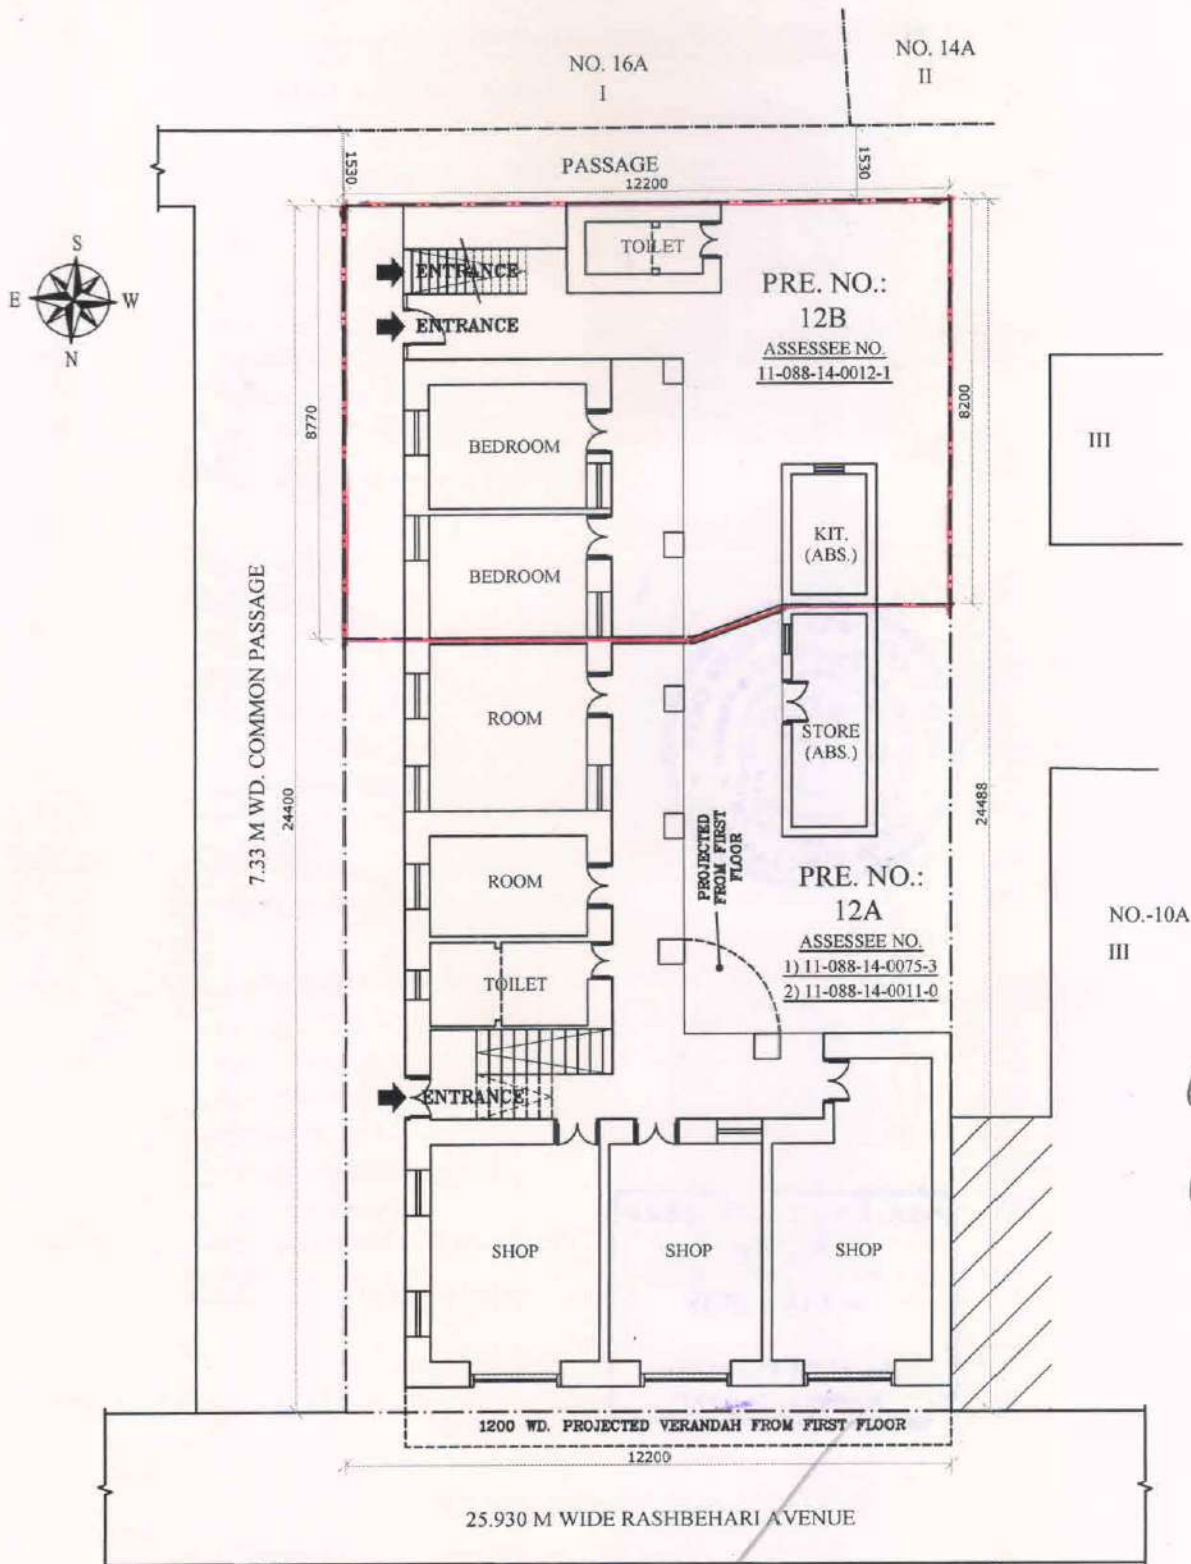 NO. 16A
I
NO. 14A
II
1530
PASSAGE
1530
12200
S
E
W
N
TOILET
ENTRANCE
ENTRANCE
PRE. NO.:
12B
ASSESSEE NO.
11-088-14-0012-1
8770
8200
BEDROOM
III
KIT.
(ABS.)
BEDROOM
7.33 M WD. COMMON PASSAGE
24400
ROOM
STORE
(ABS.)
24488
PROJECTED
FROM FIRST
FLOOR
ROOM
PRE. NO.:
12A
ASSESSEE NO.
1) 11-088-14-0075-3
2) 11-088-14-0011-0
NO.-10A
III
TOILET
ENTRANCE
SHOP
SHOP
SHOP
1200 WD. PROJECTED VERANDAH FROM FIRST FLOOR
12200
25.930 M WIDE RASHBEHARI AVENUE